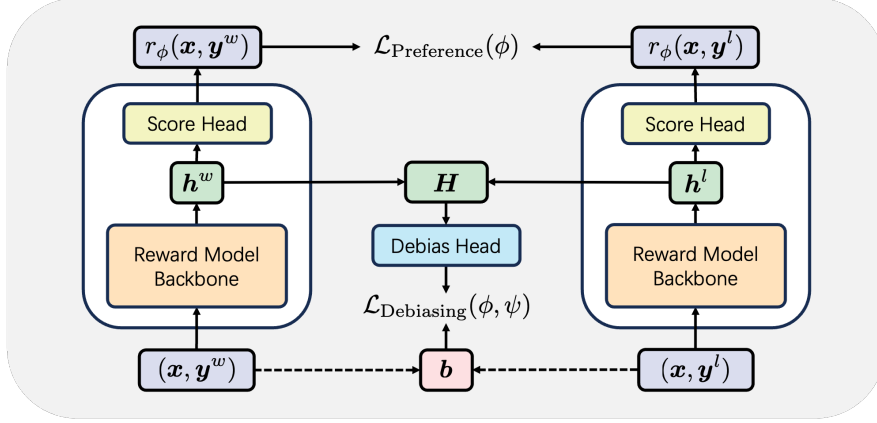 r_ϕ(x, y^w)
L_Preference(ϕ)
r_ϕ(x, y^l)
Score Head
Score Head
h^w
H
h^l
Reward Model
Backbone
Debias Head
Reward Model
Backbone
L_Debiasing(ϕ, ψ)
(x, y^w)
b
(x, y^l)